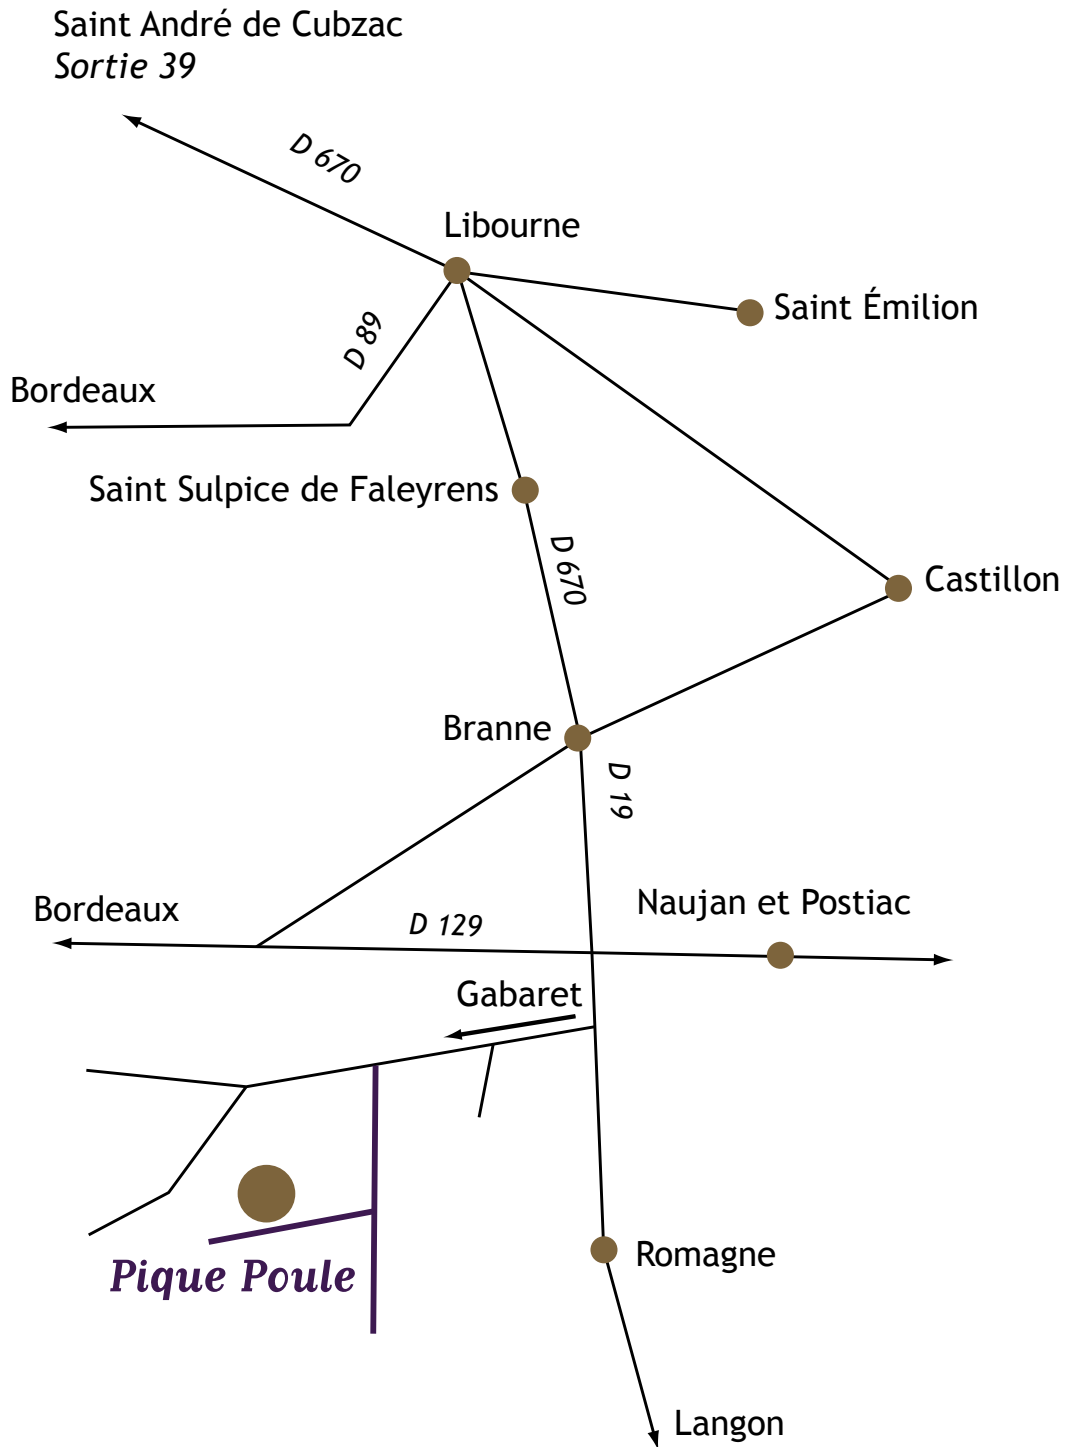 Saint André de Cubzac
Sortie 39
D 670
Libourne
Saint Émilion
D 89
Bordeaux
Saint Sulpice de Faleyrens
D 670
Castillon
Branne
D 19
Naujan et Postiac
Bordeaux
D 129
Gabaret
Romagne
Pique Poule
Langon